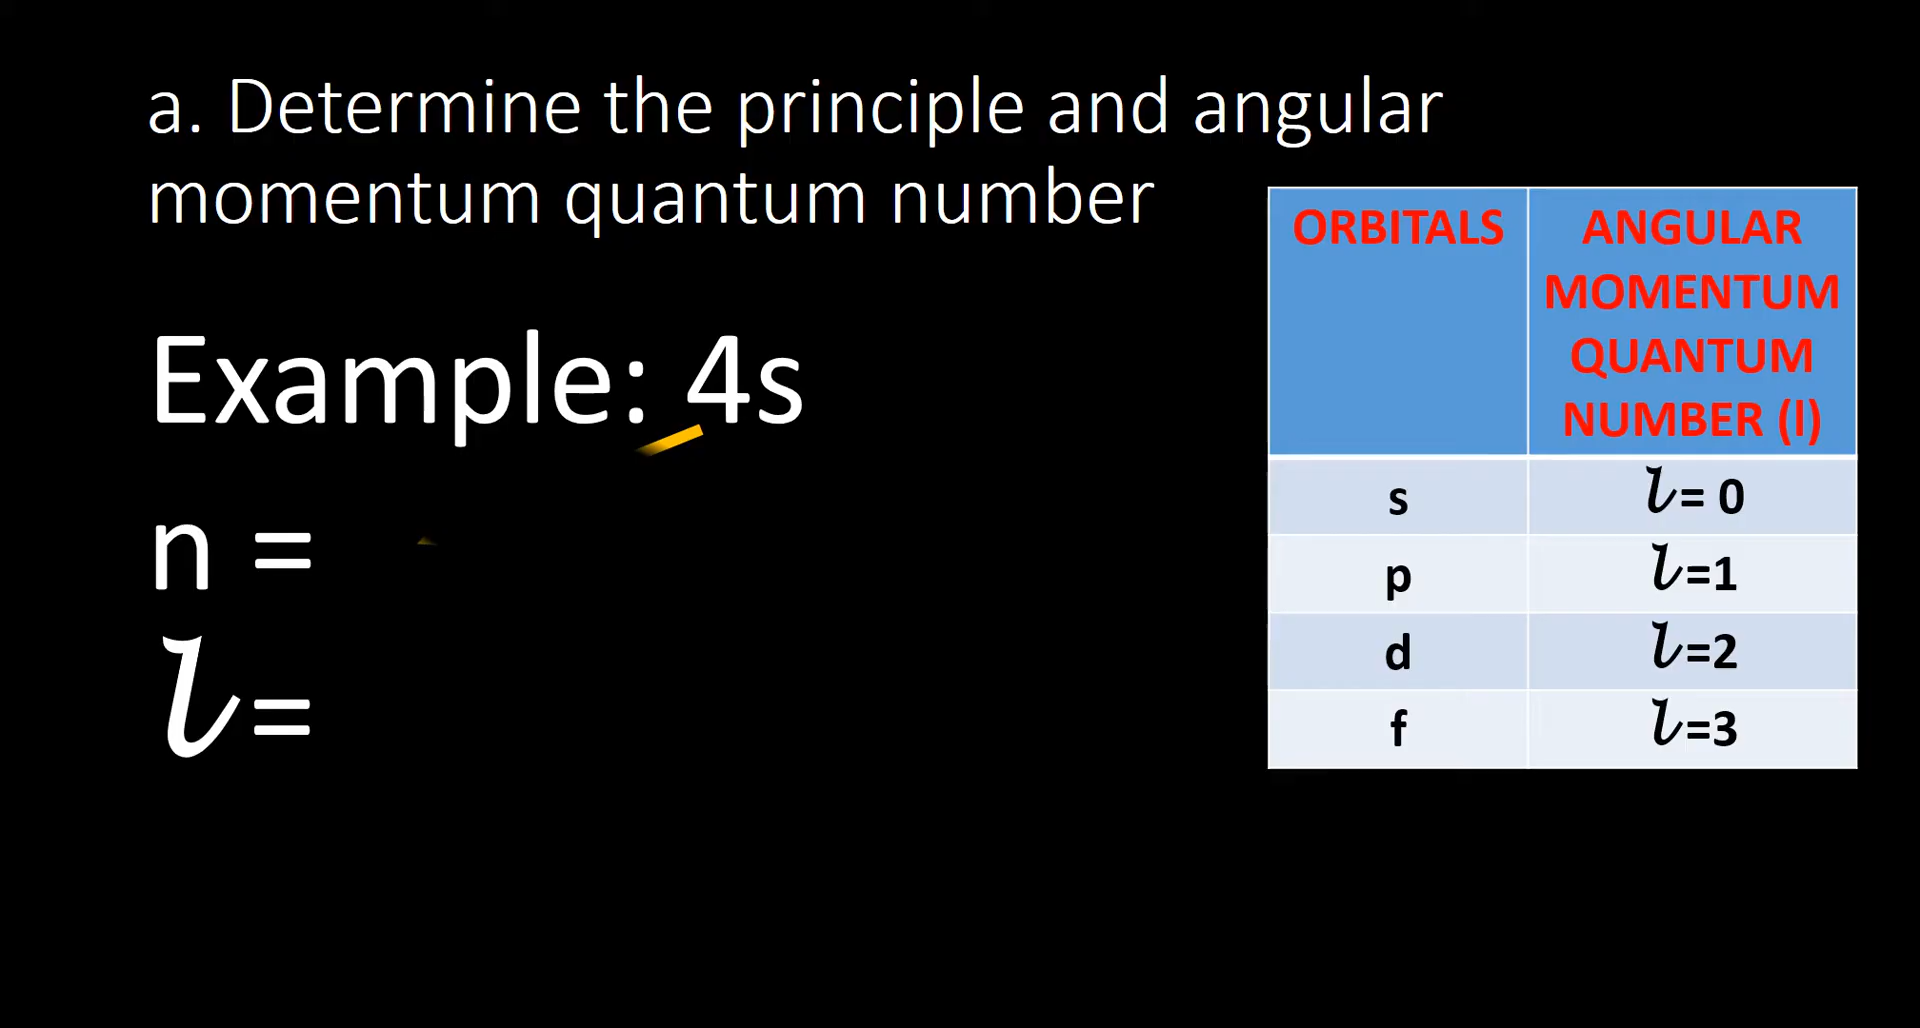 a. Determine the principle and angular
momentum quantum number
Example: 4s
n =
l=
ORBITALS
ANGULAR
MOMENTUM
QUANTUM
NUMBER (l)
s
l= 0
p
l=1
d
l=2
f
l=3